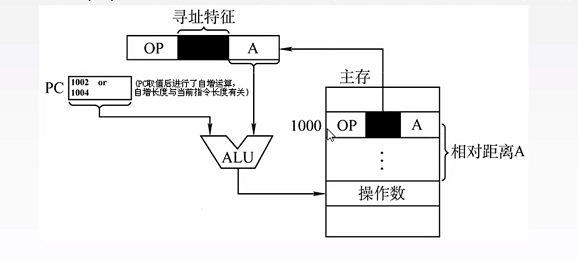 寻址特征
OP A
PC 1002 or
1004
(PC取值后进行了自增运算;
自增长度与当前指令长度有关)
主存
1000 OP A
相对距离A
ALU
操作数